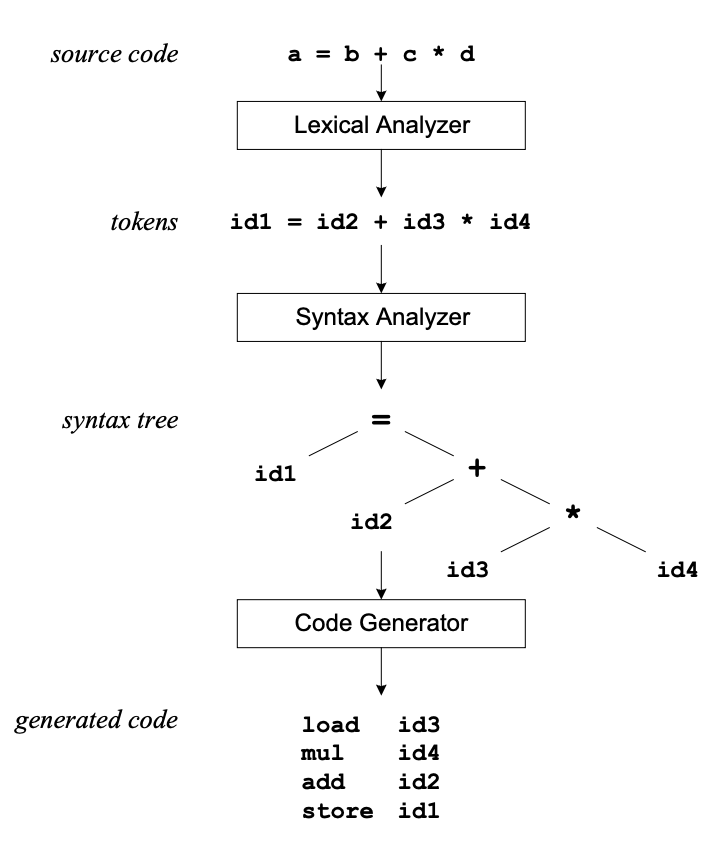 source code a = b + c * d
Lexical Analyzer
tokens id1 = id2 + id3 * id4
Syntax Analyzer
syntax tree =
id1 +
id2 *
id3 id4
Code Generator
generated code load id3
mul id4
add id2
store id1